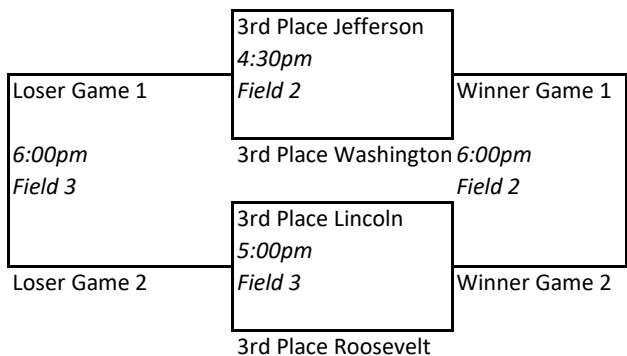 3rd Place Jefferson
4:30pm
Loser Game 1
Field 2
Winner Game 1
6:00pm
3rd Place Washington
6:00pm
Field 3
Field 2
3rd Place Lincoln
5:00pm
Loser Game 2
Field 3
Winner Game 2
3rd Place Roosevelt